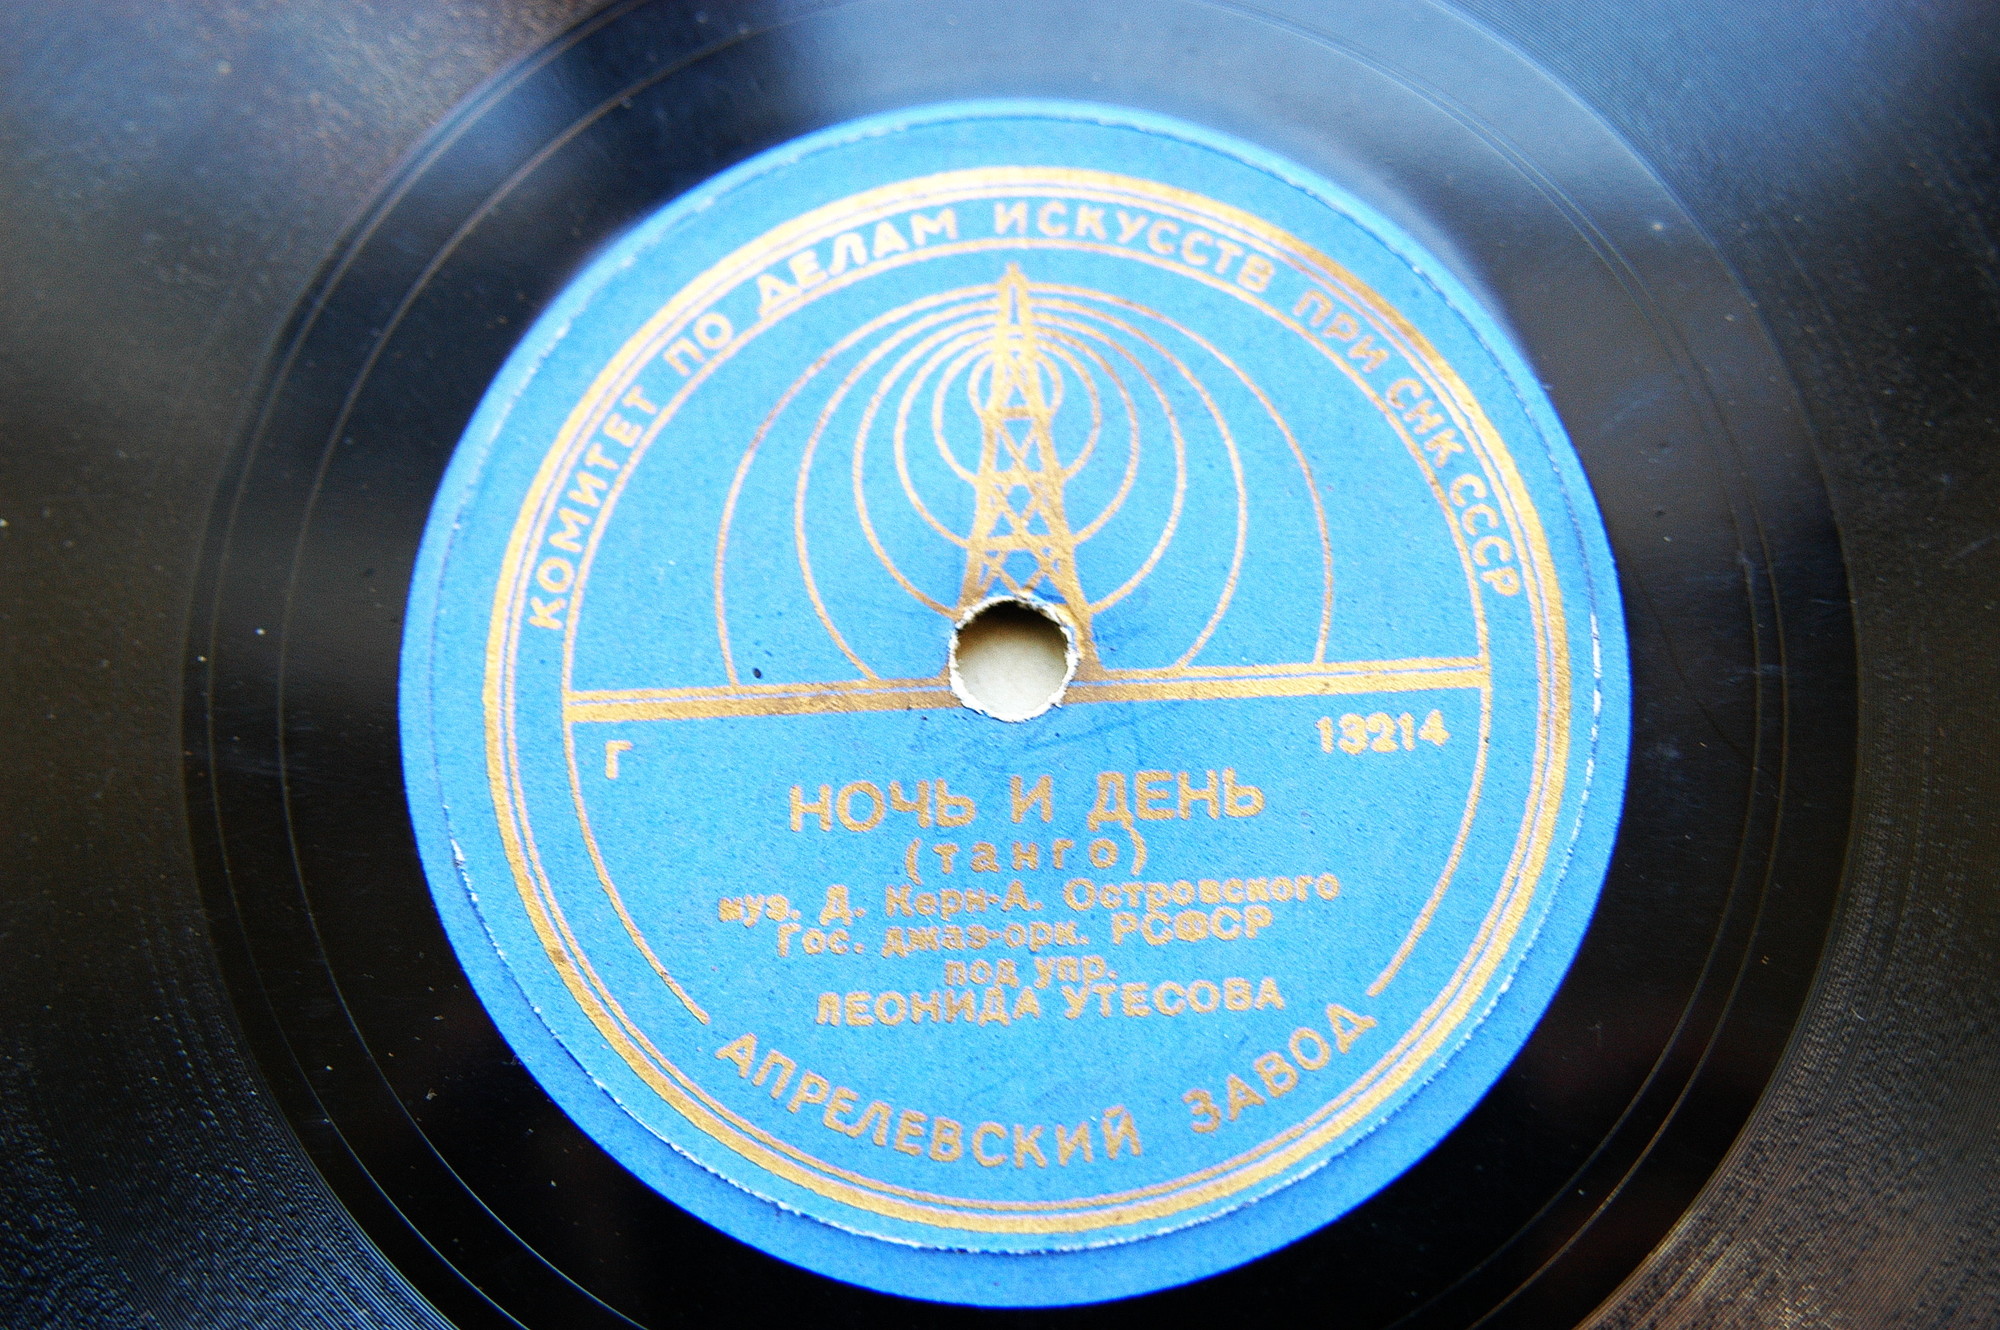 КОМИТЕТ ПО ДЕЛАМ ИСКУССТВ ПРИ СНК СССР
Г 13214
НОЧЬ И ДЕНЬ
(танго)
муз. Д. Керн-А. Островского
Гос. джаз-орк. РСФСР
под упр.
ЛЕОНИДА УТЕСОВА
АПРЕЛЕВСКИЙ ЗАВОД